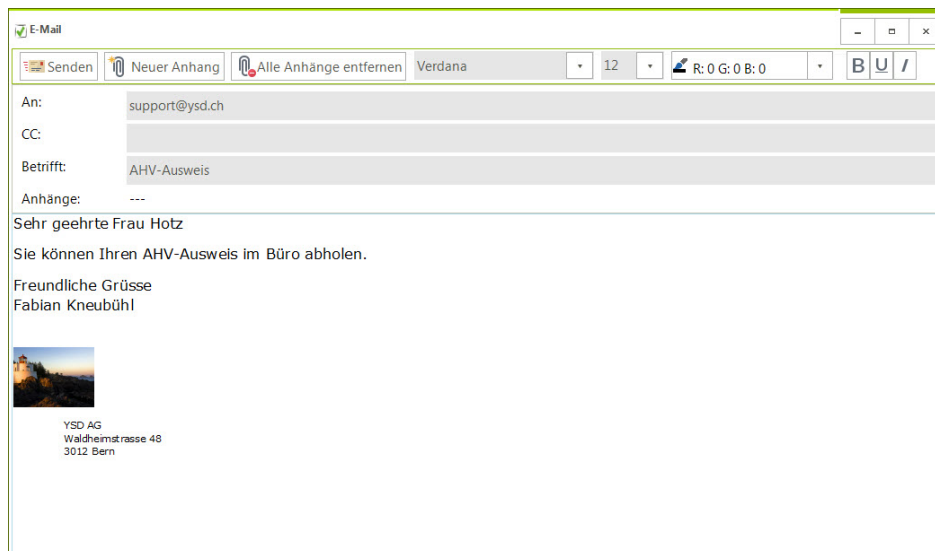 E-Mail
Senden Neuer Anhang Alle Anhänge entfernen Verdana 12 R: 0 G: 0 B: 0 B U I
An: support@ysd.ch
CC:
Betrifft: AHV-Ausweis
Anhänge: ---
Sehr geehrte Frau Hotz
Sie können Ihren AHV-Ausweis im Büro abholen.
Freundliche Grüsse
Fabian Kneubühl
YSD AG
Waldheimstrasse 48
3012 Bern